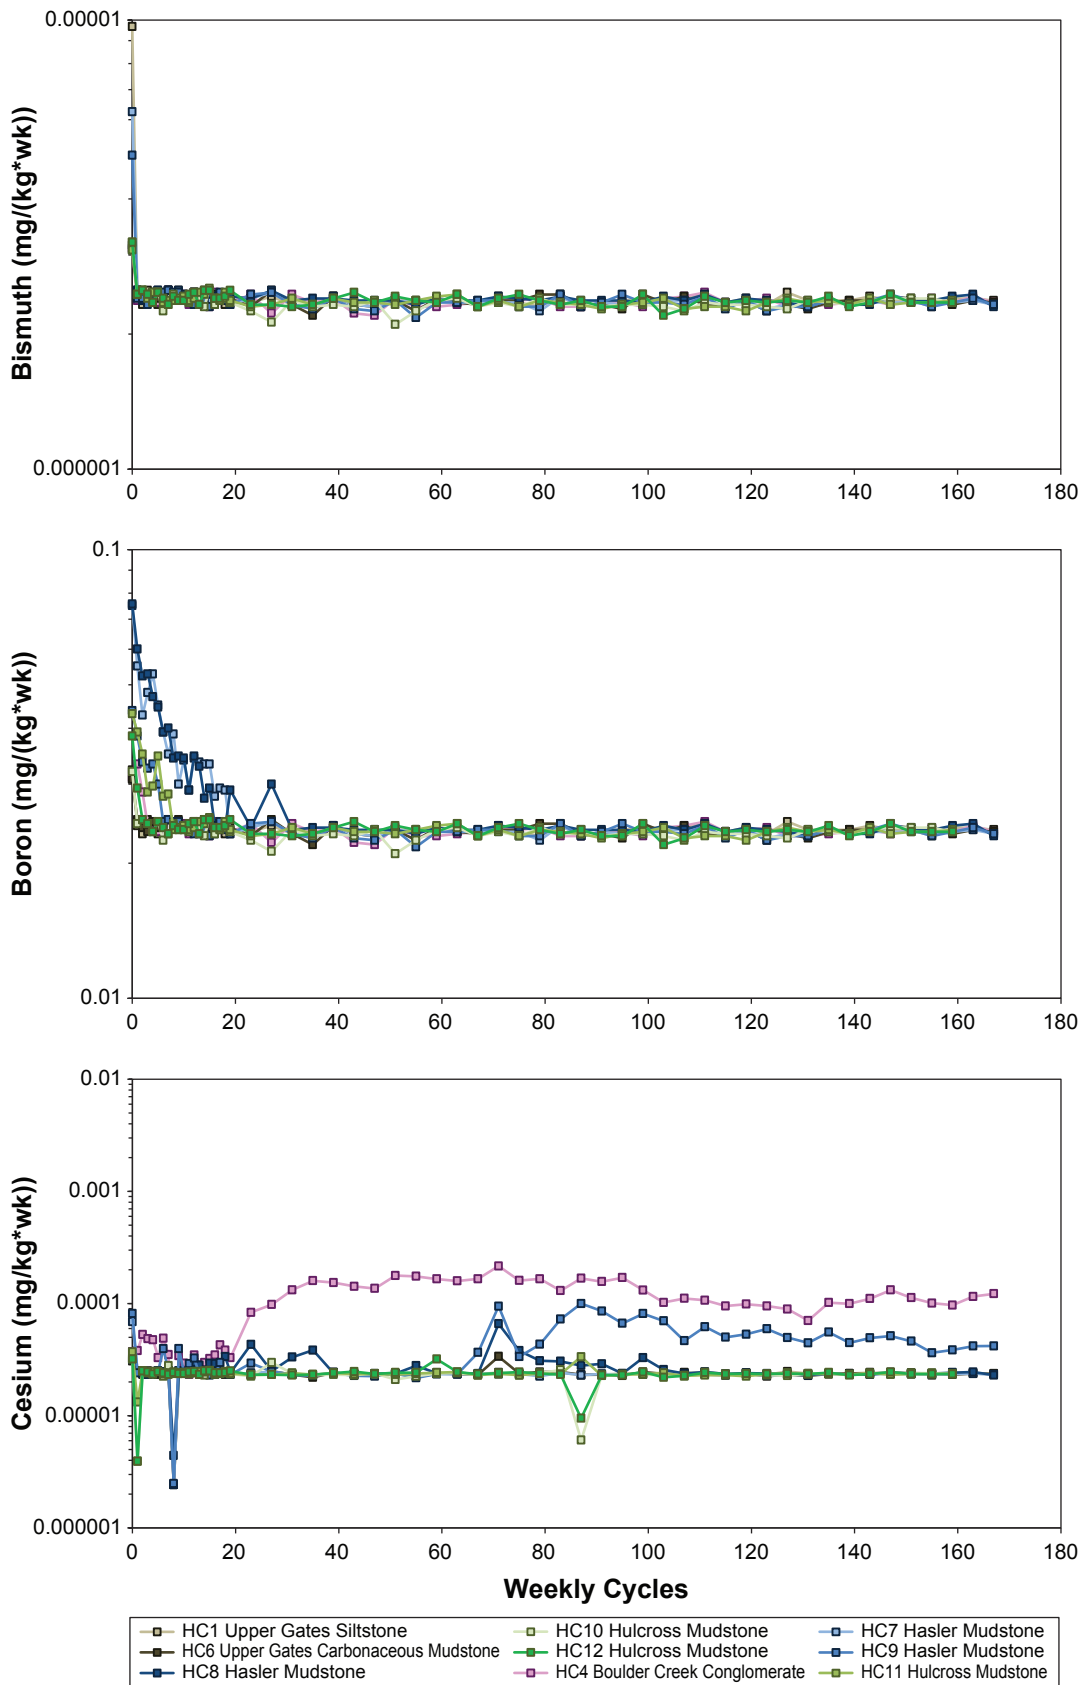 0.00001
Bismuth (mg/(kg*wk))
0.000001
0 20 40 60 80 100 120 140 160 180
0.1
Boron (mg/(kg*wk))
0.01
0 20 40 60 80 100 120 140 160 180
0.01
0.001
Cesium (mg/kg*wk))
0.0001
0.00001
0.000001
0 20 40 60 80 100 120 140 160 180
Weekly Cycles
HC1 Upper Gates Siltstone HC10 Hulcross Mudstone HC7 Hasler Mudstone
HC6 Upper Gates Carbonaceous Mudstone HC12 Hulcross Mudstone HC9 Hasler Mudstone
HC8 Hasler Mudstone HC4 Boulder Creek Conglomerate HC11 Hulcross Mudstone